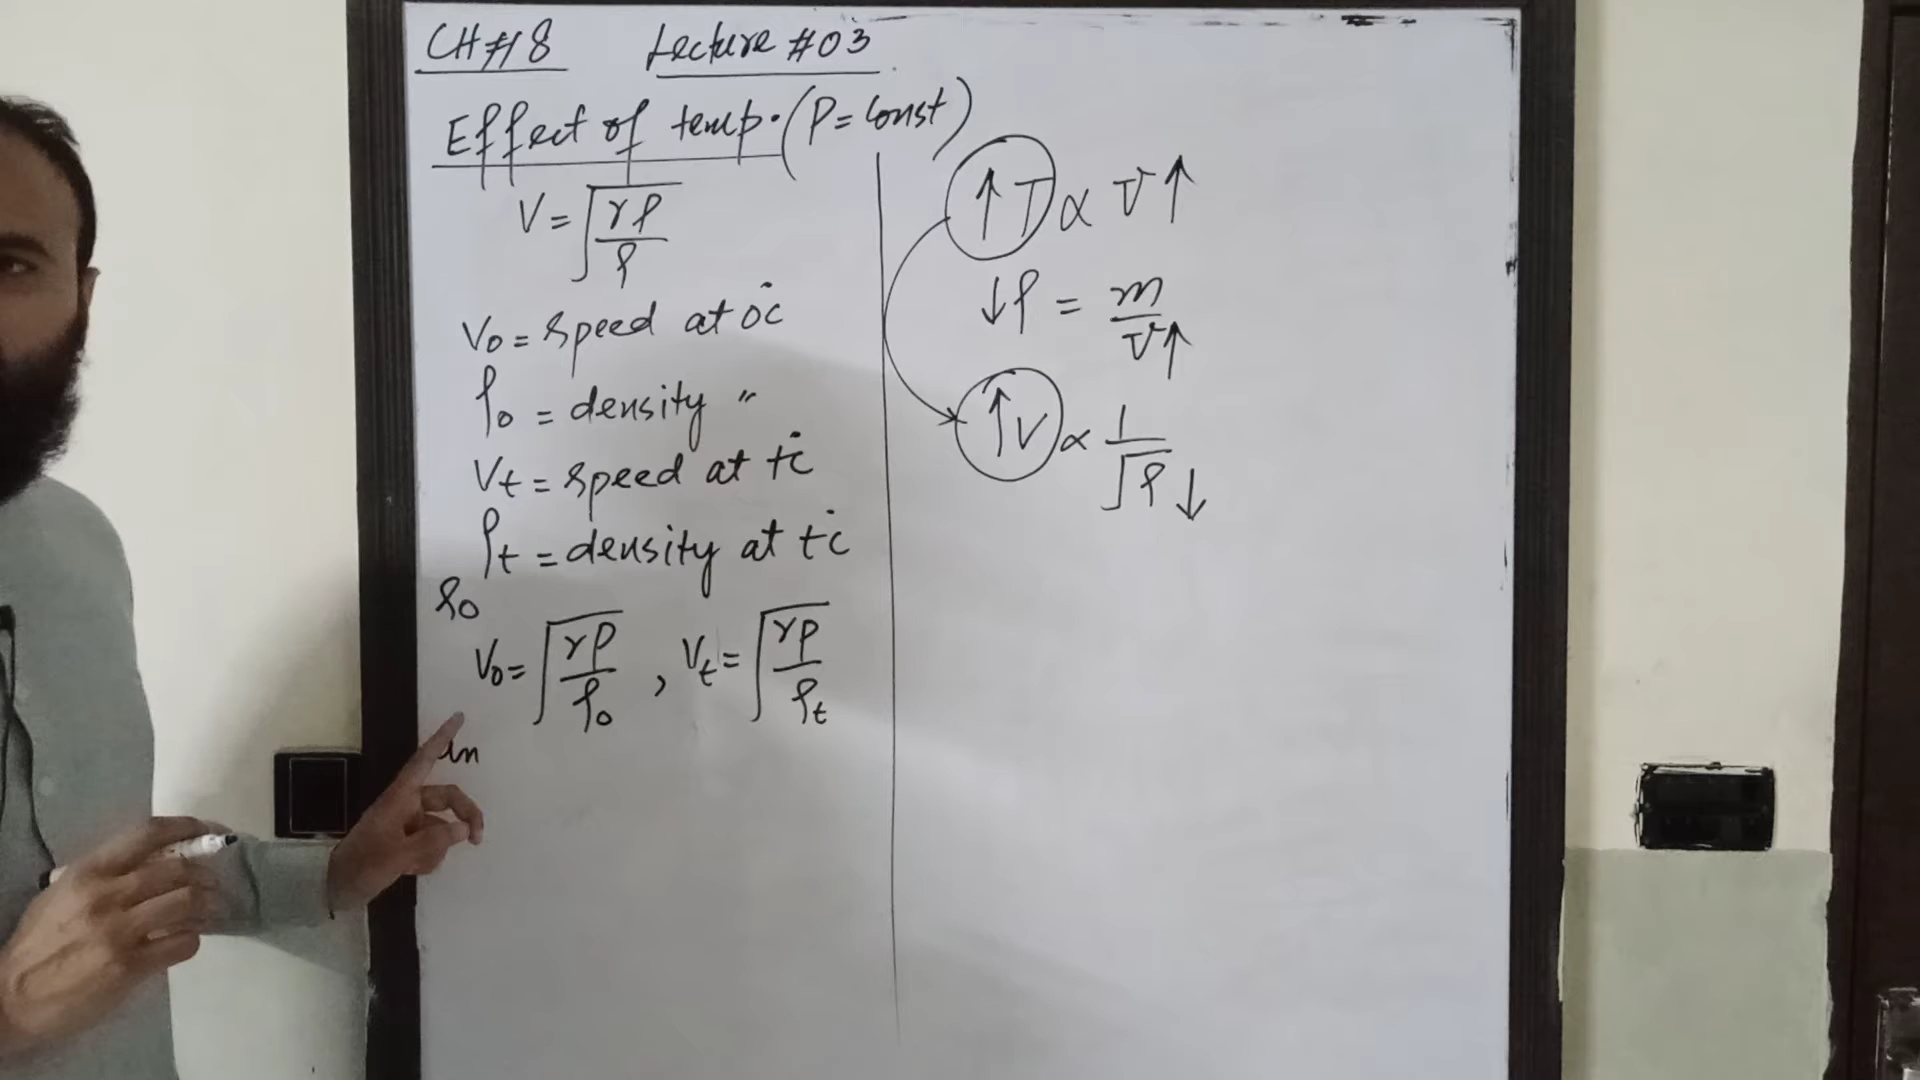 CH#18 Lecture #03
Effect of temp. (P = const)
V = √(γP/ρ)
V₀ = speed at 0°C
ρ₀ = density "
Vt = speed at t°C
ρt = density at t°C
So
V₀ = √(γP/ρ₀) , Vt = √(γP/ρt)
↑T ∝ V↑
↓ρ = m/V↑
↑V ∝ 1/√ρ↓